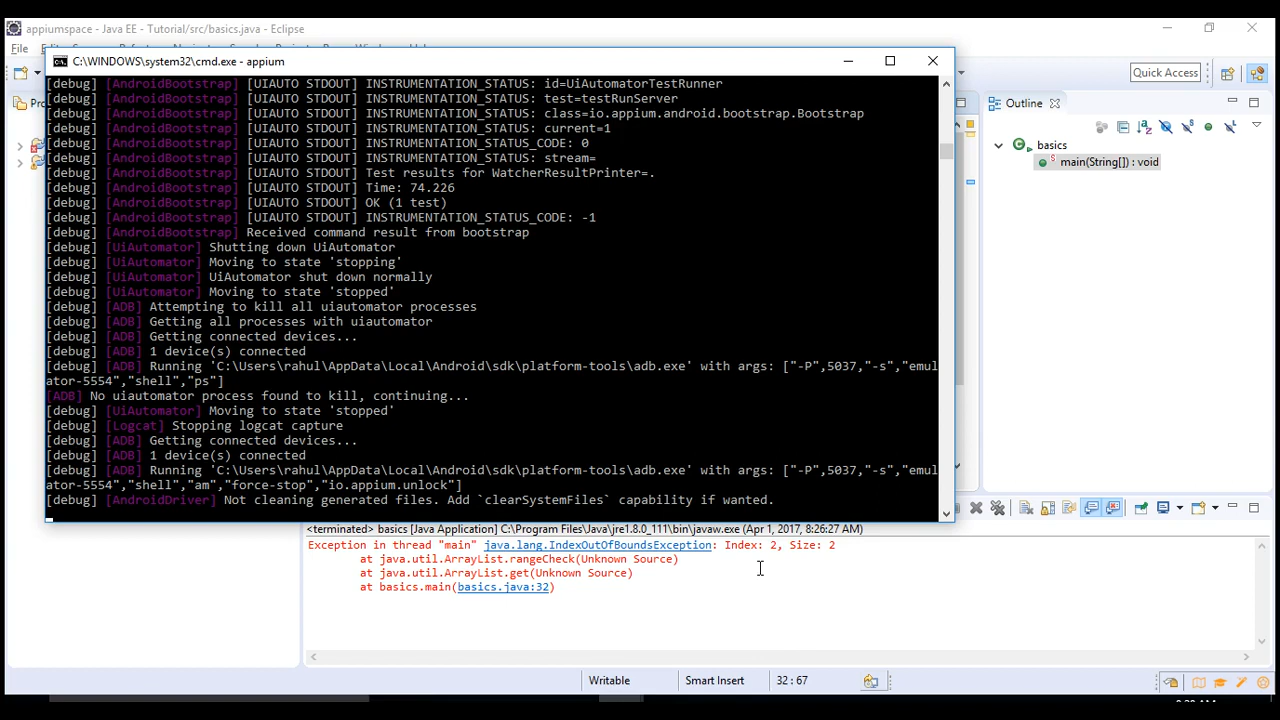 appiumspace - Java EE - Tutorial/src/basics.java - Eclipse
File
C:\WINDOWS\system32\cmd.exe - appium
Quick Access
[debug] [AndroidBootstrap] [UIAUTO STDOUT] INSTRUMENTATION_STATUS: id=UiAutomatorTestRunner
[debug] [AndroidBootstrap] [UIAUTO STDOUT] INSTRUMENTATION_STATUS: test=testRunServer
[debug] [AndroidBootstrap] [UIAUTO STDOUT] INSTRUMENTATION_STATUS: class=io.appium.android.bootstrap.Bootstrap
[debug] [AndroidBootstrap] [UIAUTO STDOUT] INSTRUMENTATION_STATUS: current=1
[debug] [AndroidBootstrap] [UIAUTO STDOUT] INSTRUMENTATION_STATUS_CODE: 0
[debug] [AndroidBootstrap] [UIAUTO STDOUT] INSTRUMENTATION_STATUS: stream=
[debug] [AndroidBootstrap] [UIAUTO STDOUT] Test results for WatcherResultPrinter=.
[debug] [AndroidBootstrap] [UIAUTO STDOUT] Time: 74.226
[debug] [AndroidBootstrap] [UIAUTO STDOUT] OK (1 test)
[debug] [AndroidBootstrap] [UIAUTO STDOUT] INSTRUMENTATION_STATUS_CODE: -1
[debug] [AndroidBootstrap] Received command result from bootstrap
[debug] [UiAutomator] Shutting down UiAutomator
[debug] [UiAutomator] Moving to state 'stopping'
[debug] [UiAutomator] UiAutomator shut down normally
[debug] [UiAutomator] Moving to state 'stopped'
[debug] [ADB] Attempting to kill all uiautomator processes
[debug] [ADB] Getting all processes with uiautomator
[debug] [ADB] Getting connected devices...
[debug] [ADB] 1 device(s) connected
[debug] [ADB] Running 'C:\Users\rahul\AppData\Local\Android\sdk\platform-tools\adb.exe' with args: ["-P",5037,"-s","emul
ator-5554","shell","ps"]
[ADB] No uiautomator process found to kill, continuing...
[debug] [UiAutomator] Moving to state 'stopped'
[debug] [Logcat] Stopping logcat capture
[debug] [ADB] Getting connected devices...
[debug] [ADB] 1 device(s) connected
[debug] [ADB] Running 'C:\Users\rahul\AppData\Local\Android\sdk\platform-tools\adb.exe' with args: ["-P",5037,"-s","emul
ator-5554","shell","am","force-stop","io.appium.unlock"]
[debug] [AndroidDriver] Not cleaning generated files. Add `clearSystemFiles` capability if wanted.
Outline
basics
main(String[]) : void
<terminated> basics [Java Application] C:\Program Files\Java\jre1.8.0_111\bin\javaw.exe (Apr 1, 2017, 8:26:27 AM)
Exception in thread "main" java.lang.IndexOutOfBoundsException: Index: 2, Size: 2
at java.util.ArrayList.rangeCheck(Unknown Source)
at java.util.ArrayList.get(Unknown Source)
at basics.main(basics.java:32)
Writable
Smart Insert
32 : 67